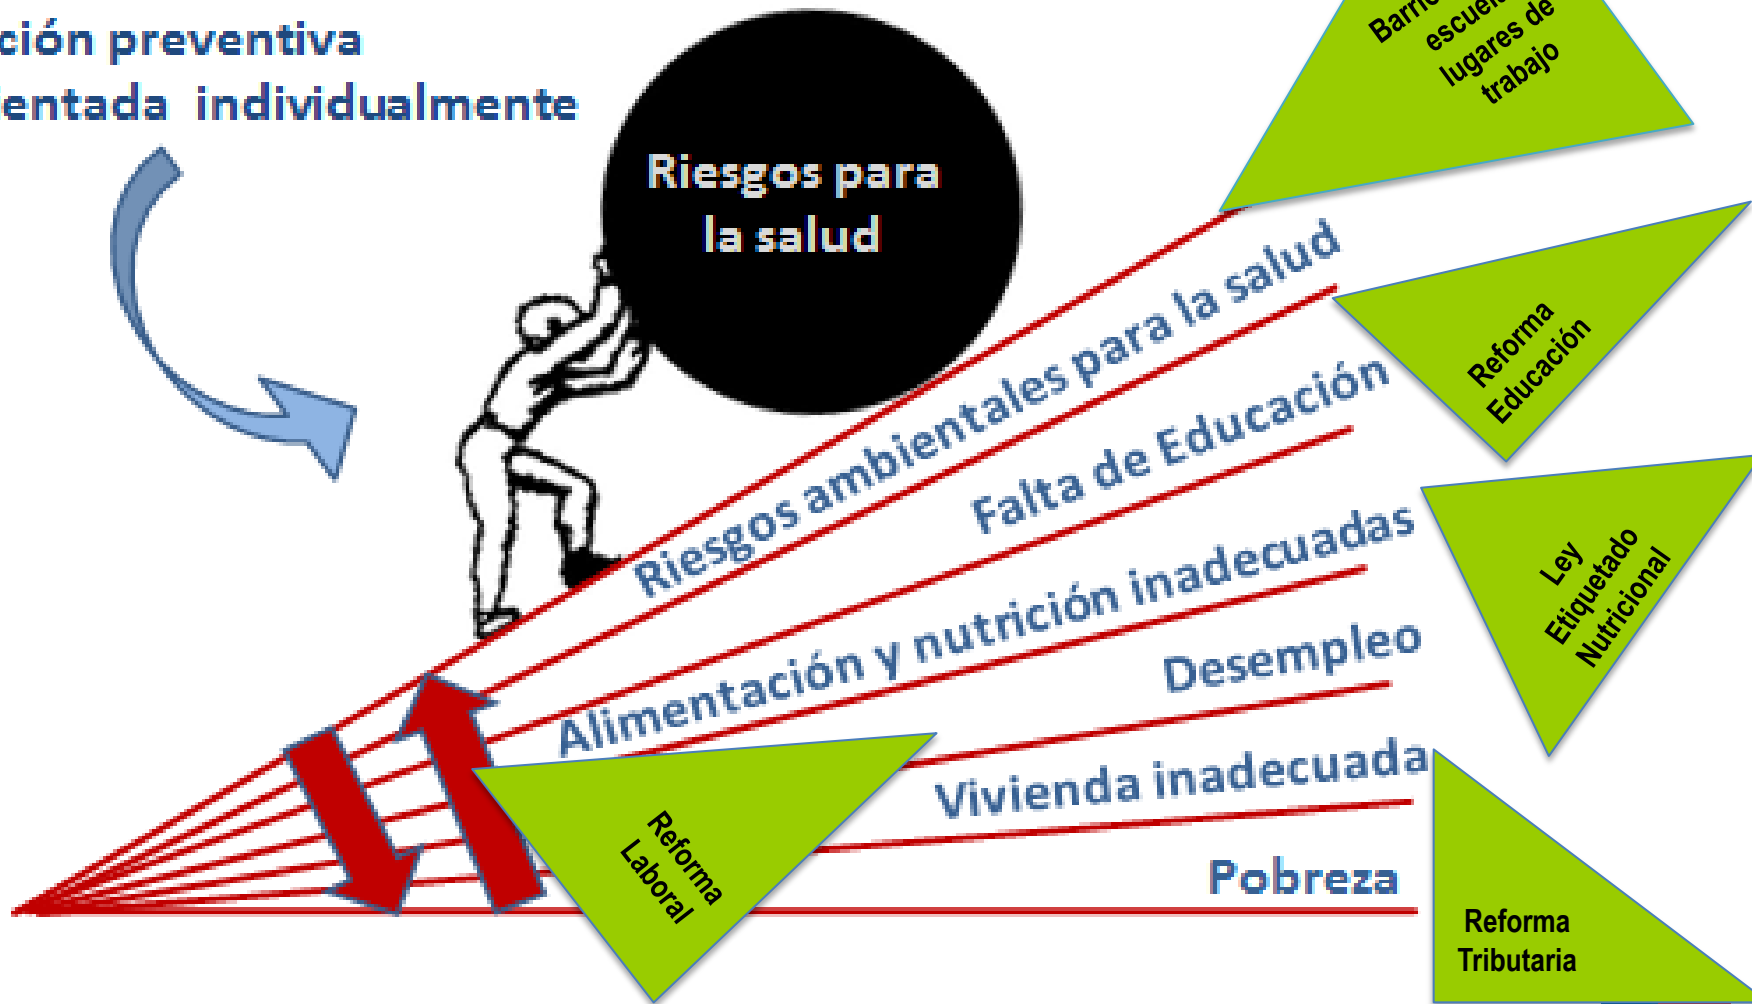 ción preventiva
entada individualmente
Riesgos para
la salud
lugares de
trabajo
Riesgos ambientales para la salud
Reforma
Educación
Falta de Educación
Alimentación y nutrición inadecuadas
Ley
Etiquetado
Nutricional
Desempleo
Vivienda inadecuada
Reforma
Laboral
Pobreza
Reforma
Tributaria